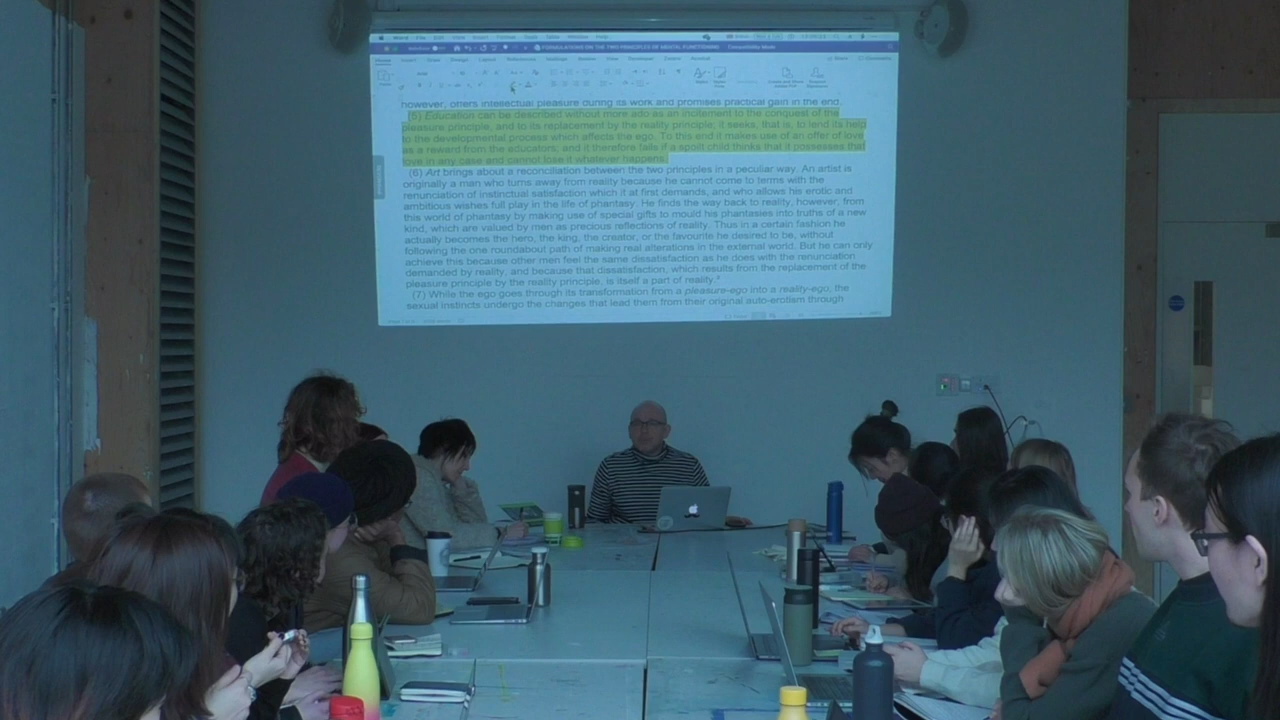 FORMULATIONS ON THE TWO PRINCIPLES OF MENTAL FUNCTIONING - Compatibility Mode
however, offers intellectual pleasure during its work and promises practical gain in the end.
(5) Education can be described without more ado as an incitement to the conquest of the
pleasure principle, and to its replacement by the reality principle; it seeks, that is, to lend its help
to the developmental process which affects the ego. To this end it makes use of an offer of love
as a reward from the educators; and it therefore fails if a spoilt child thinks that it possesses that
love in any case and cannot lose it whatever happens.
(6) Art brings about a reconciliation between the two principles in a peculiar way. An artist is
originally a man who turns away from reality because he cannot come to terms with the
renunciation of instinctual satisfaction which it at first demands, and who allows his erotic and
ambitious wishes full play in the life of phantasy. He finds the way back to reality, however, from
this world of phantasy by making use of special gifts to mould his phantasies into truths of a new
kind, which are valued by men as precious reflections of reality. Thus in a certain fashion he
actually becomes the hero, the king, the creator, or the favourite he desired to be, without
following the one roundabout path of making real alterations in the external world. But he can only
achieve this because other men feel the same dissatisfaction as he does with the renunciation
demanded by reality, and because that dissatisfaction, which results from the replacement of the
pleasure principle by the reality principle, is itself a part of reality.
(7) While the ego goes through its transformation from a pleasure-ego into a reality-ego, the
sexual instincts undergo the changes that lead them from their original auto-erotism through